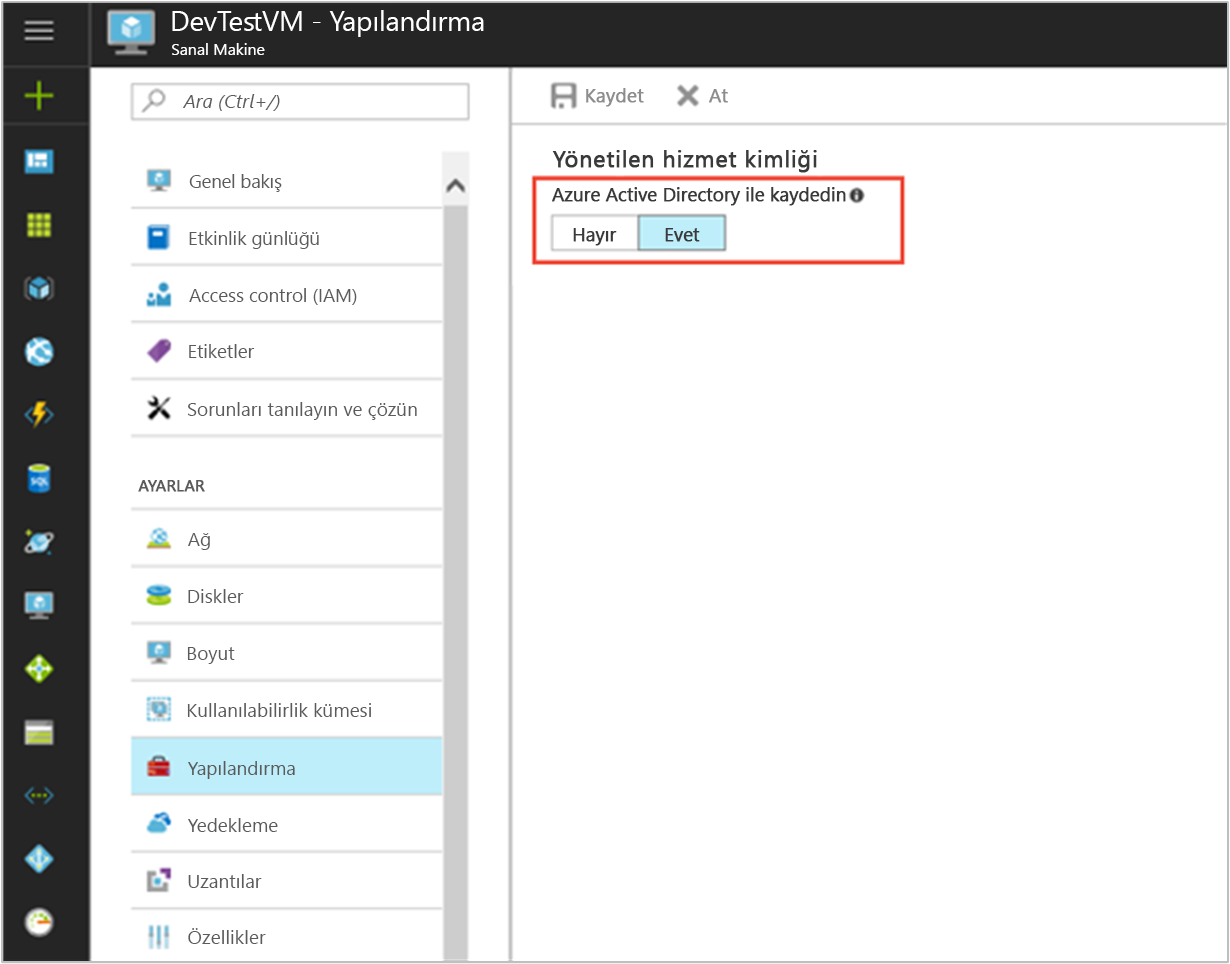 DevTestVM - Yapılandırma
Sanal Makine
Ara (Ctrl+/)
Genel bakış
Etkinlik günlüğü
Access control (IAM)
Etiketler
Sorunları tanılayın ve çözün
AYARLAR
Ağ
Diskler
Boyut
Kullanılabilirlik kümesi
Yapılandırma
Yedekleme
Uzantılar
Özellikler
Kaydet
At
Yönetilen hizmet kimliği
Azure Active Directory ile kaydedin
Hayır
Evet
SQL